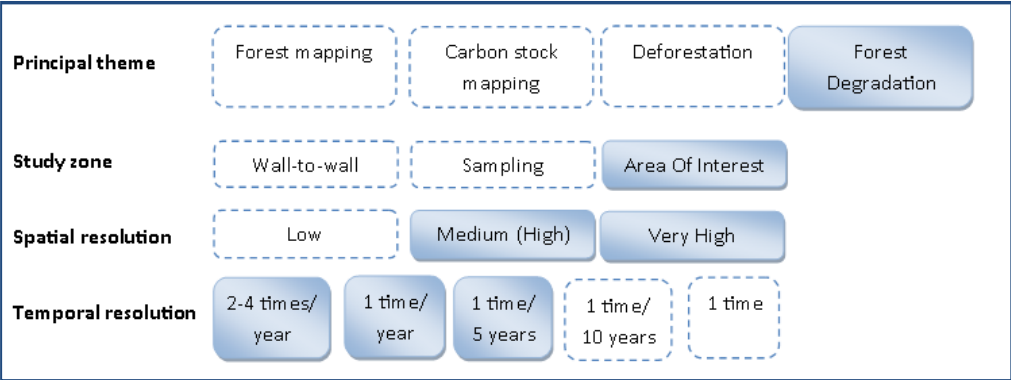 Principal theme
Forest mapping
Carbon stock
mapping
Deforestation
Forest
Degradation
Study zone
Wall-to-wall
Sampling
Area Of Interest
Spatial resolution
Low
Medium (High)
Very High
Temporal resolution
2-4 times/
year
1 time/
year
1 time/
5 years
1 time/
10 years
1 time